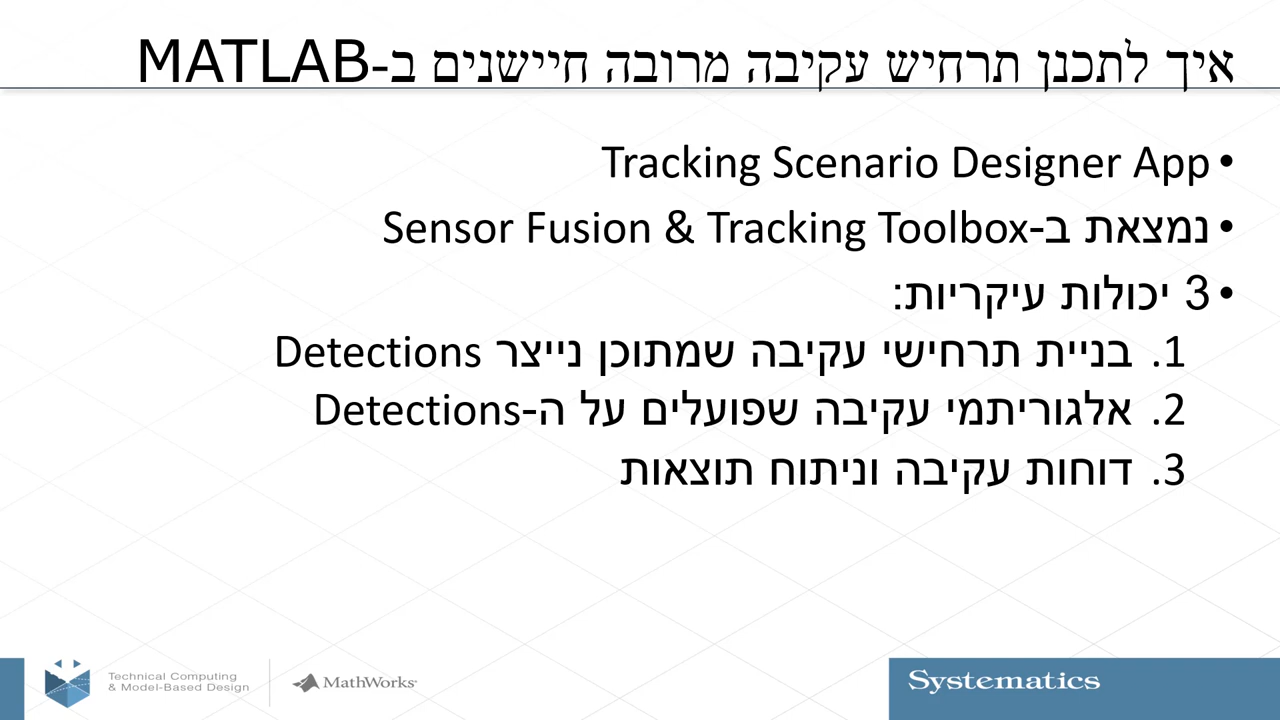 איך לתכנן תרחיש עקיבה מרובה חיישנים ב-MATLAB
• Tracking Scenario Designer App
• נמצאת ב-Sensor Fusion & Tracking Toolbox
• 3 יכולות עיקריות:
1. בניית תרחישי עקיבה שמתוכן נייצר Detections
2. אלגוריתמי עקיבה שפועלים על ה-Detections
3. דוחות עקיבה וניתוח תוצאות
Technical Computing
& Model-Based Design
MathWorks
Systematics